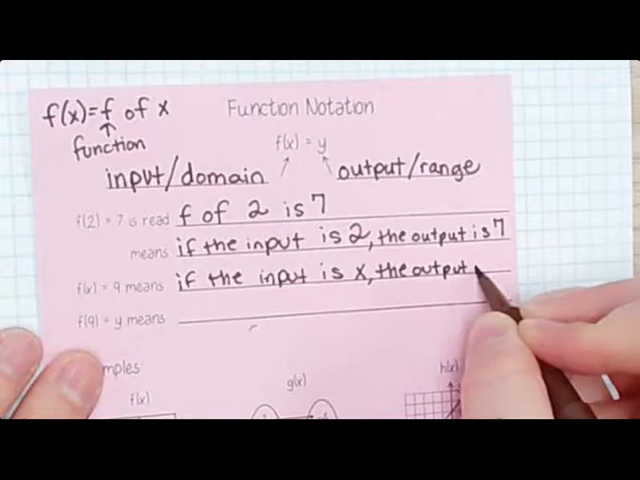 f(x)=f of x
Function Notation
function
f(x) = y
input/domain
output/range
f(2) = 7 is read f of 2 is 7
means if the input is 2, the output is 7
f(x) = 9 means if the input is x, the output
f(9) = y means
mples
f(x)
g(x)
h(x)